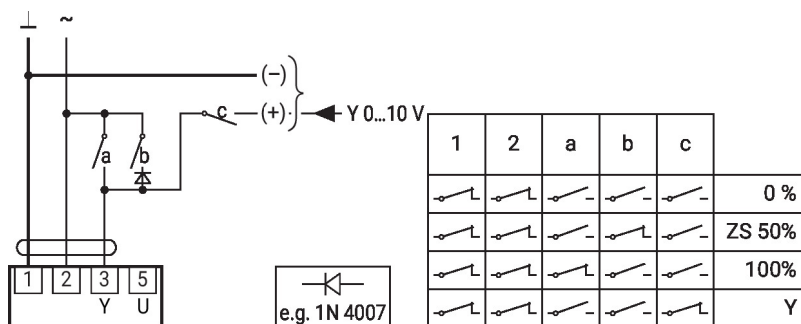 ⊥ ~
(–)
c (+) Y 0...10 V
a b
1 2 3 5
Y U
e.g. 1N 4007
1 2 a b c
0 %
ZS 50%
100%
Y